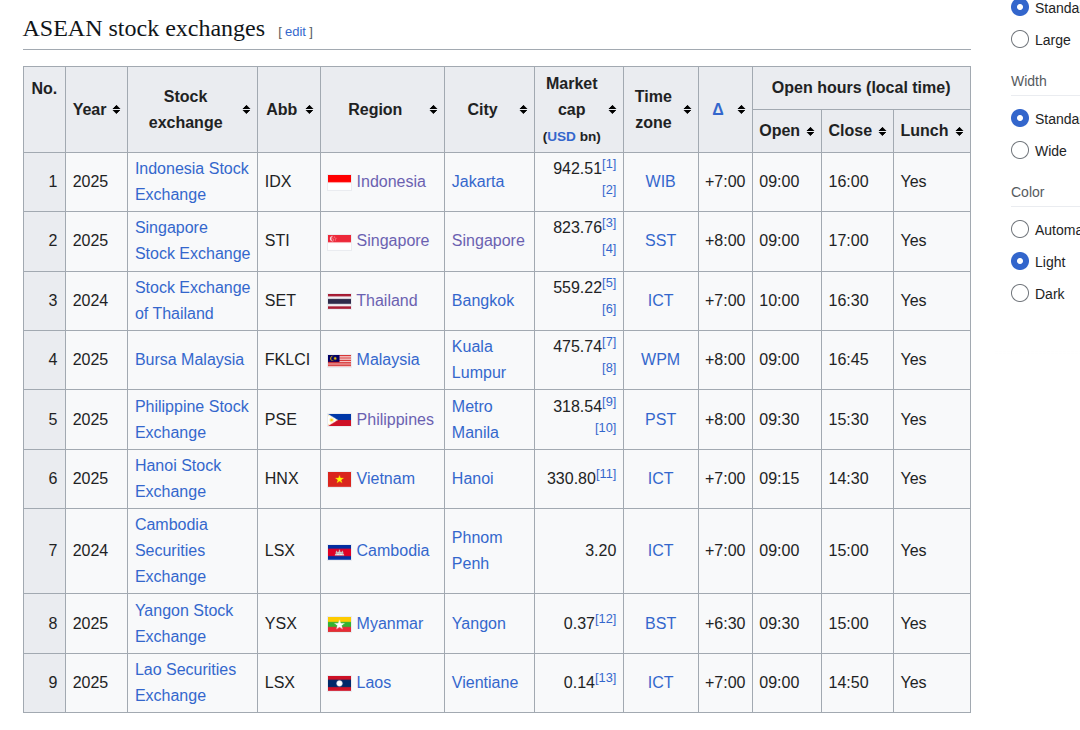 ASEAN stock exchanges [ edit ]
No. Year Stock exchange Abb Region City Market cap (USD bn) Time zone Δ Open hours (local time)
Open Close Lunch
1 2025 Indonesia Stock Exchange IDX Indonesia Jakarta 942.51[1][2] WIB +7:00 09:00 16:00 Yes
2 2025 Singapore Stock Exchange STI Singapore Singapore 823.76[3][4] SST +8:00 09:00 17:00 Yes
3 2024 Stock Exchange of Thailand SET Thailand Bangkok 559.22[5][6] ICT +7:00 10:00 16:30 Yes
4 2025 Bursa Malaysia FKLCI Malaysia Kuala Lumpur 475.74[7][8] WPM +8:00 09:00 16:45 Yes
5 2025 Philippine Stock Exchange PSE Philippines Metro Manila 318.54[9][10] PST +8:00 09:30 15:30 Yes
6 2025 Hanoi Stock Exchange HNX Vietnam Hanoi 330.80[11] ICT +7:00 09:15 14:30 Yes
7 2024 Cambodia Securities Exchange LSX Cambodia Phnom Penh 3.20 ICT +7:00 09:00 15:00 Yes
8 2025 Yangon Stock Exchange YSX Myanmar Yangon 0.37[12] BST +6:30 09:30 15:00 Yes
9 2025 Lao Securities Exchange LSX Laos Vientiane 0.14[13] ICT +7:00 09:00 14:50 Yes
Standa
Large
Width
Standa
Wide
Color
Automa
Light
Dark